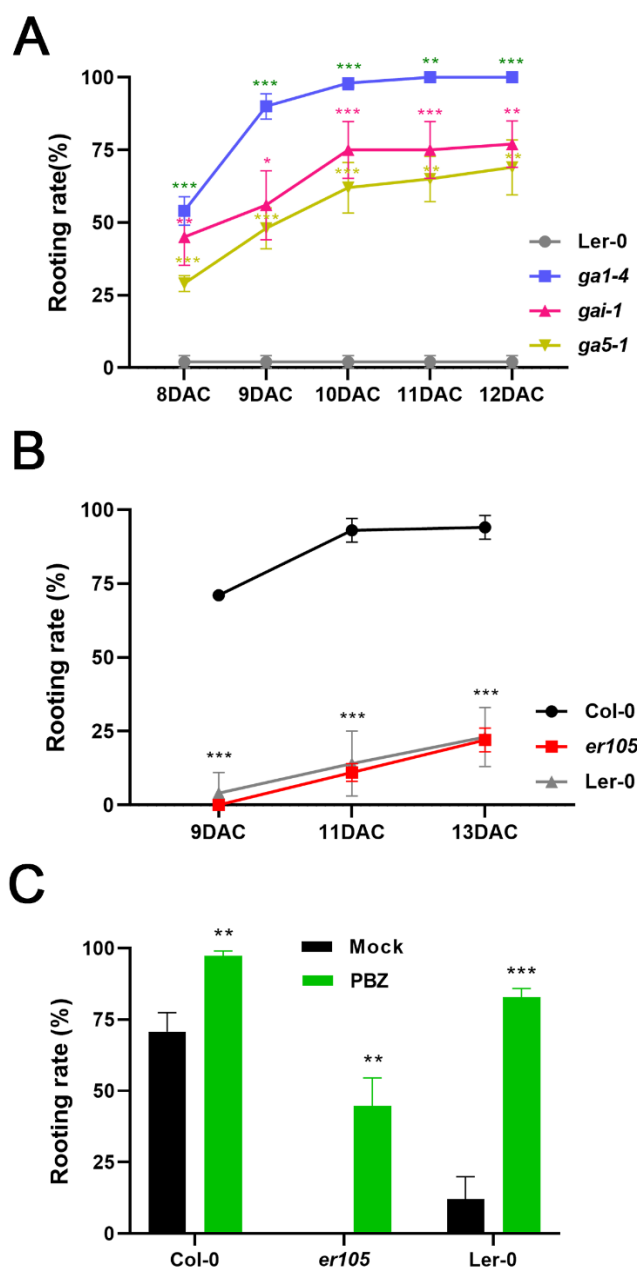 A
Rooting rate(%)
100
75
50
25
0
***
***
***
**
***
**
*
***
***
**
***
***
***
**
**
8DAC 9DAC 10DAC 11DAC 12DAC
Ler-0
ga1-4
gai-1
ga5-1
B
Rooting rate (%)
100
75
50
25
0
***
***
***
9DAC 11DAC 13DAC
Col-0
er105
Ler-0
C
Rooting rate (%)
100
75
50
25
0
Mock
PBZ
**
**
***
Col-0 er105 Ler-0